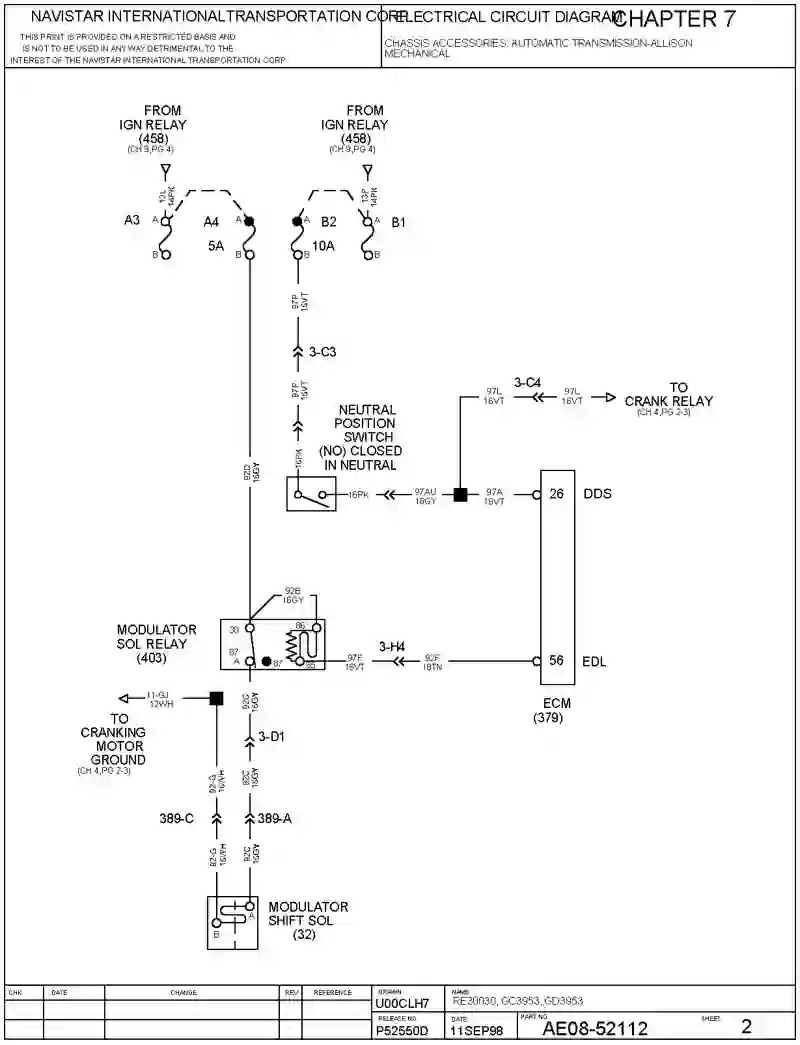 NAVISTAR INTERNATIONAL TRANSPORTATION CORP.
THIS PRINT IS PROVIDED ON A RESTRICTED BASIS AND
IS NOT TO BE USED IN ANY WAY DETRIMENTAL TO THE
INTEREST OF THE NAVISTAR INTERNATIONAL TRANSPORTATION CORP
ELECTRICAL CIRCUIT DIAGRAM
CHAPTER 7
CHASSIS ACCESSORIES, AUTOMATIC TRANSMISSION-ALLISON
MECHANICAL
FROM
IGN RELAY
(458)
(CH 9,PG 4)
FROM
IGN RELAY
(458)
(CH 9,PG 4)
13L
14PK
13P
14PK
A3
A
B
A4
5A
A
B
A
B
B2
10A
A
B
B1
97P
16VT
3-C3
97P
16VT
16PK
NEUTRAL
POSITION
SWITCH
(NO) CLOSED
IN NEUTRAL
97L
16VT
3-C4
97L
16VT
TO
CRANK RELAY
(CH 4,PG 2-3)
92D
16GY
16PK
97AU
18GY
97A
18VT
26
DDS
92B
16GY
MODULATOR
SOL RELAY
(403)
30
86
87
A
87
85
97F
18VT
3-H4
92F
18TN
56
EDL
ECM
(379)
11-GJ
12WH
TO
CRANKING
MOTOR
GROUND
(CH 4,PG 2-3)
92C
16GY
3-D1
92-G
16WH
92C
16GY
389-C
389-A
92-G
16WH
92C
16GY
A
B
MODULATOR
SHIFT SOL
(32)
CHK
DATE
CHANGE
REV
REFERENCE
DRAWN
U00CLH7
NAME
RE30030, GC3953, GD3953
RELEASE NO.
P52550D
DATE
11SEP98
PART NO.
AE08-52112
SHEET
2